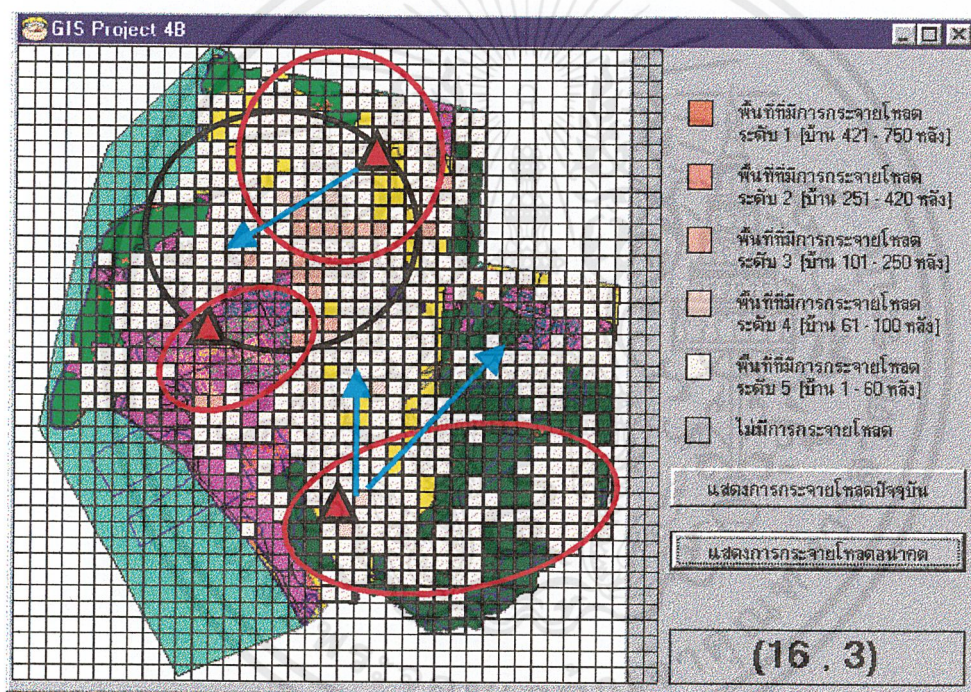 GIS Project 4B
พื้นที่ที่มีการกระจายโหลด
ระดับ 1 [บ้าน 421 - 750 หลัง]
พื้นที่ที่มีการกระจายโหลด
ระดับ 2 [บ้าน 251 - 420 หลัง]
พื้นที่ที่มีการกระจายโหลด
ระดับ 3 [บ้าน 101 - 250 หลัง]
พื้นที่ที่มีการกระจายโหลด
ระดับ 4 [บ้าน 61 - 100 หลัง]
พื้นที่ที่มีการกระจายโหลด
ระดับ 5 [บ้าน 1 - 60 หลัง]
ไม่มีการกระจายโหลด
แสดงการกระจายโหลดปัจจุบัน
แสดงการกระจายโหลดอนาคต
(16 . 3)